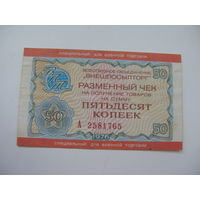 СПЕЦИАЛЬНЫЙ ДЛЯ ВОЕННОЙ ТОРГОВЛИ
ВСЕСОЮЗНОЕ ОБЪЕДИНЕНИЕ
"ВНЕШПОСЫЛТОРГ"
50
РАЗМЕННЫЙ ЧЕК
НА ПОЛУЧЕНИЕ ТОВАРОВ
НА СУММУ
ПЯТЬДЕСЯТ
КОПЕЕК
50
А 2581765
50
1976
СПЕЦИАЛЬНЫЙ ДЛЯ ВОЕННОЙ ТОРГОВЛИ